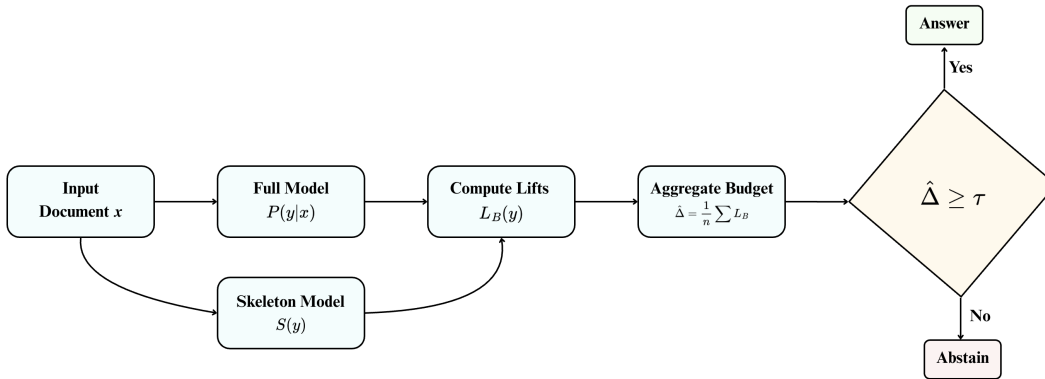 Answer
Yes
Input
Document x
Full Model
P(y|x)
Compute Lifts
L_B(y)
Aggregate Budget
Δ̂ = 1/n ∑ L_B
Δ̂ ≥ τ
Skeleton Model
S(y)
No
Abstain